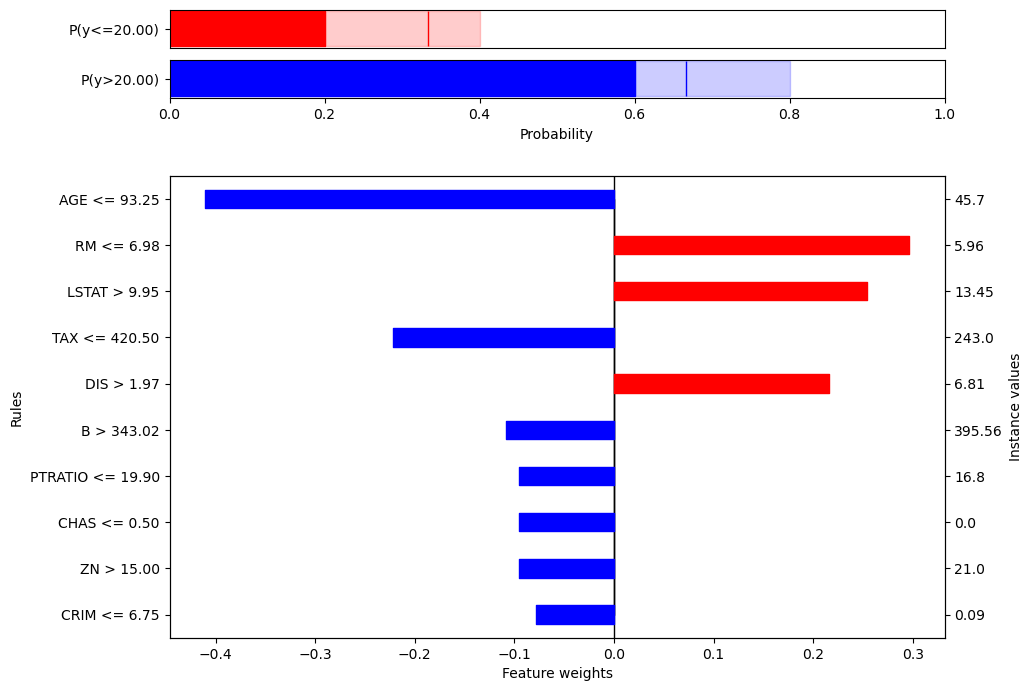 P(y<=20.00)
P(y>20.00)
0.0 0.2 0.4 0.6 0.8 1.0
Probability
AGE <= 93.25 45.7
RM <= 6.98 5.96
LSTAT > 9.95 13.45
TAX <= 420.50 243.0
DIS > 1.97 6.81
B > 343.02 395.56
PTRATIO <= 19.90 16.8
CHAS <= 0.50 0.0
ZN > 15.00 21.0
CRIM <= 6.75 0.09
Rules
Instance values
−0.4 −0.3 −0.2 −0.1 0.0 0.1 0.2 0.3
Feature weights